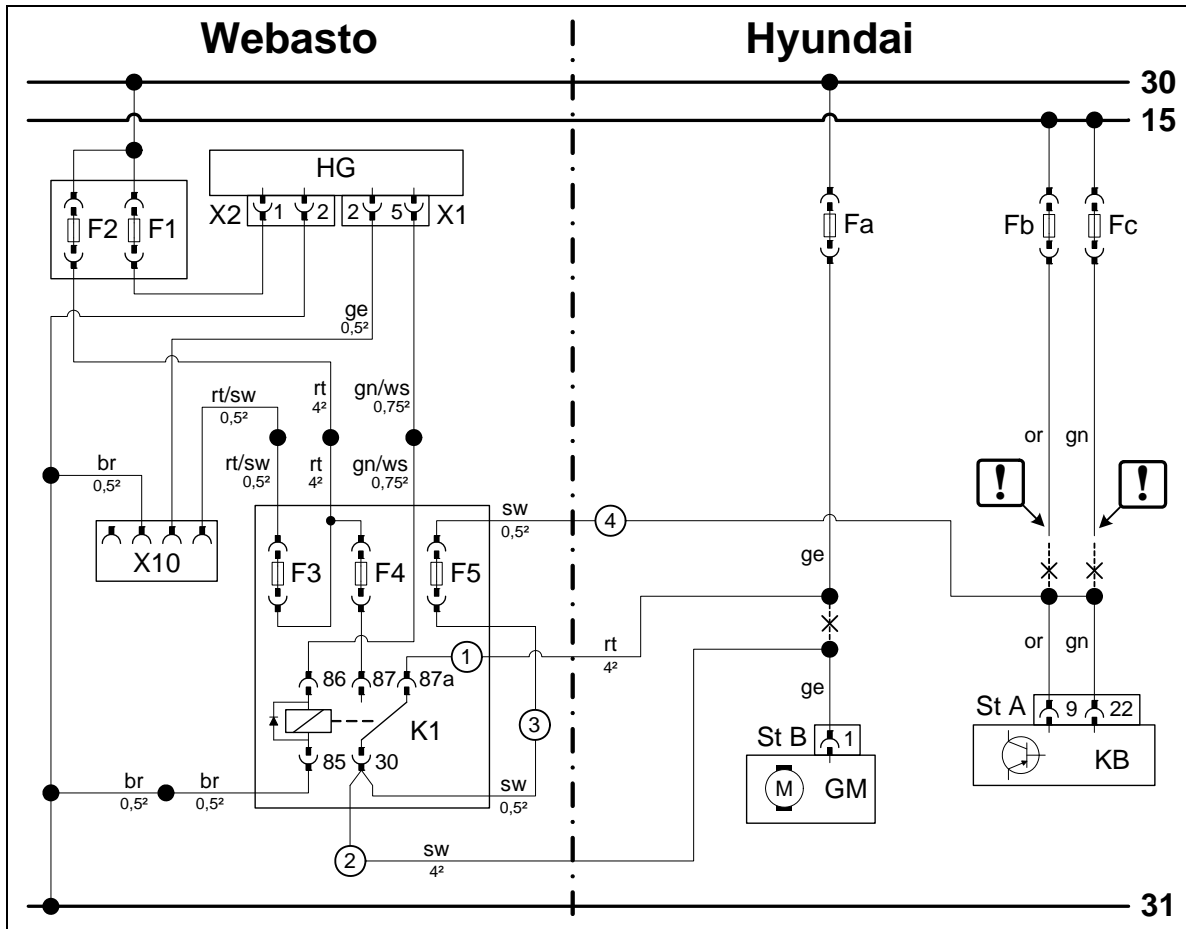 Webasto Hyundai
30
15
HG
X2 1 2 2 5 X1
F2 F1
Fa Fb Fc
ge
0,5²
rt/sw
0,5²
rt
4²
gn/ws
0,75²
or gn
br
0,5²
rt/sw
0,5²
rt
4²
gn/ws
0,75²
! !
sw
0,5²
4
X10
F3 F4 F5
ge
or gn
1
rt
4²
86 87 87a
ge
K1
3
St A 9 22
St B 1
85 30
KB
br
0,5²
br
0,5²
sw
0,5²
M GM
2
sw
4²
31